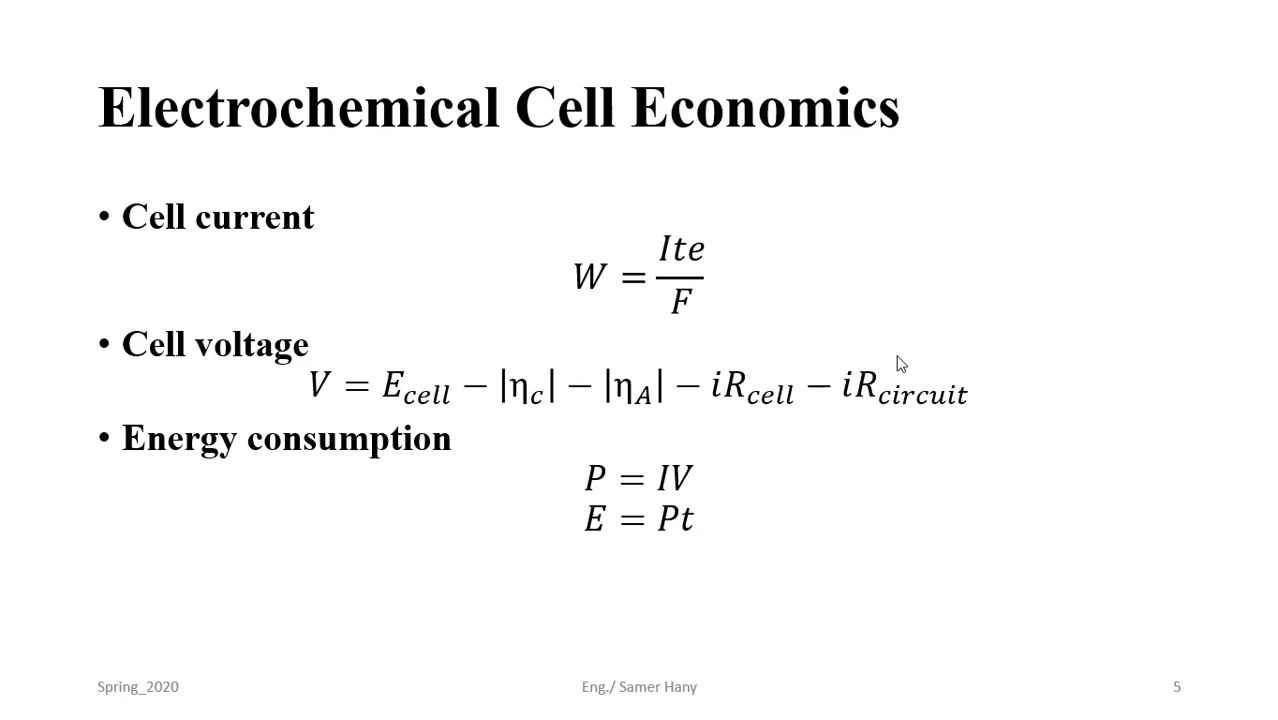 Electrochemical Cell Economics
• Cell current
W = Ite/F
• Cell voltage
V = E_cell − |η_c| − |η_A| − iR_cell − iR_circuit
• Energy consumption
P = IV
E = Pt
Spring_2020 Eng./ Samer Hany 5